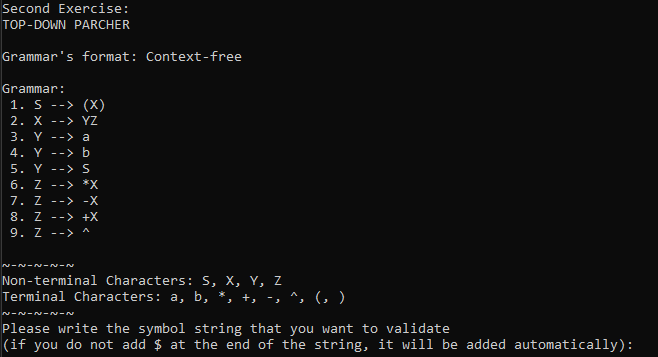 Second Exercise:
TOP-DOWN PARCHER
Grammar's format: Context-free
Grammar:
1. S --> (X)
2. X --> YZ
3. Y --> a
4. Y --> b
5. Y --> S
6. Z --> *X
7. Z --> -X
8. Z --> +X
9. Z --> ^
~-~-~-~-~
Non-terminal Characters: S, X, Y, Z
Terminal Characters: a, b, *, +, -, ^, (, )
~-~-~-~-~
Please write the symbol string that you want to validate
(if you do not add $ at the end of the string, it will be added automatically):